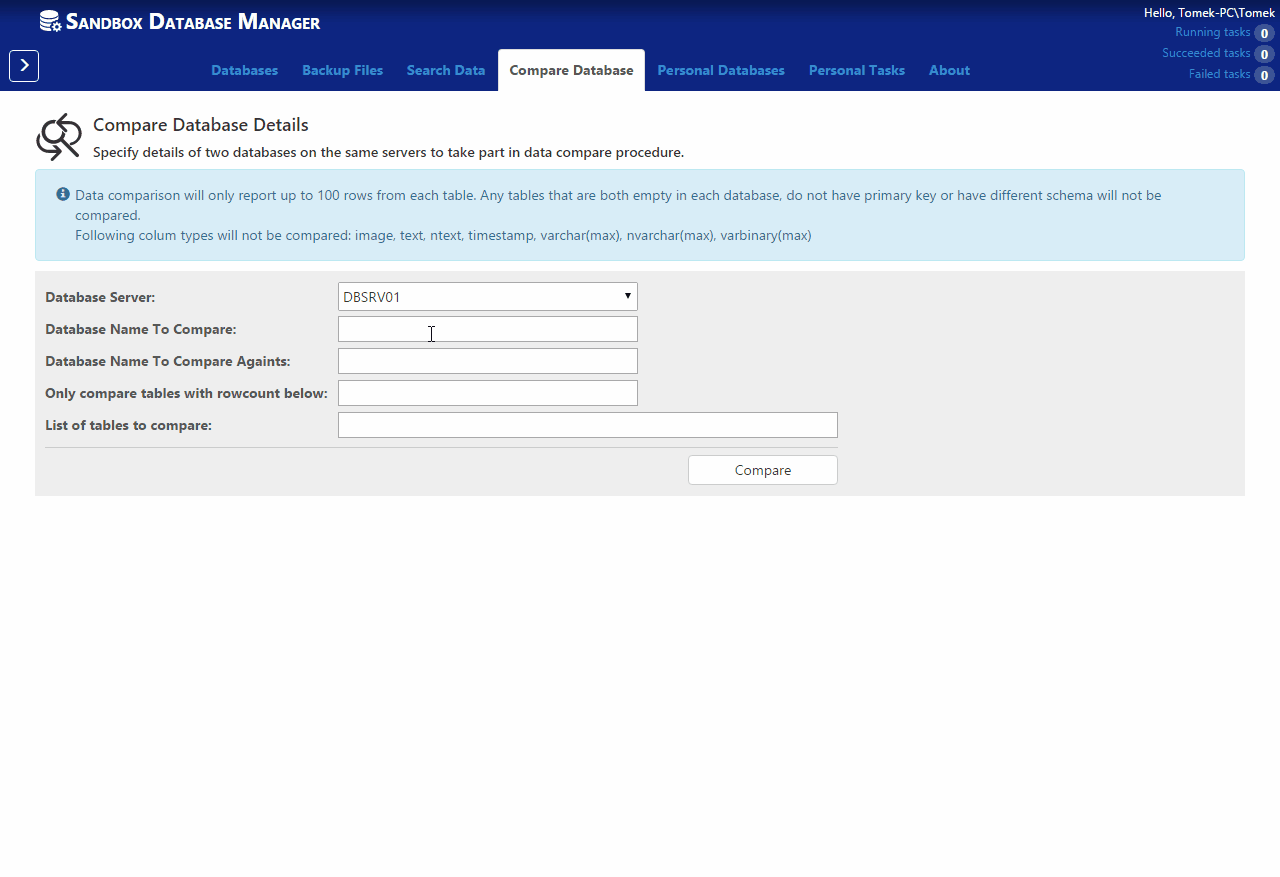 SANDBOX DATABASE MANAGER
Hello, Tomek-PC\Tomek
Running tasks 0
Succeeded tasks 0
Failed tasks 0
Databases Backup Files Search Data Compare Database Personal Databases Personal Tasks About
Compare Database Details
Specify details of two databases on the same servers to take part in data compare procedure.
Data comparison will only report up to 100 rows from each table. Any tables that are both empty in each database, do not have primary key or have different schema will not be
compared.
Following colum types will not be compared: image, text, ntext, timestamp, varchar(max), nvarchar(max), varbinary(max)
Database Server: DBSRV01
Database Name To Compare:
Database Name To Compare Againts:
Only compare tables with rowcount below:
List of tables to compare:
Compare